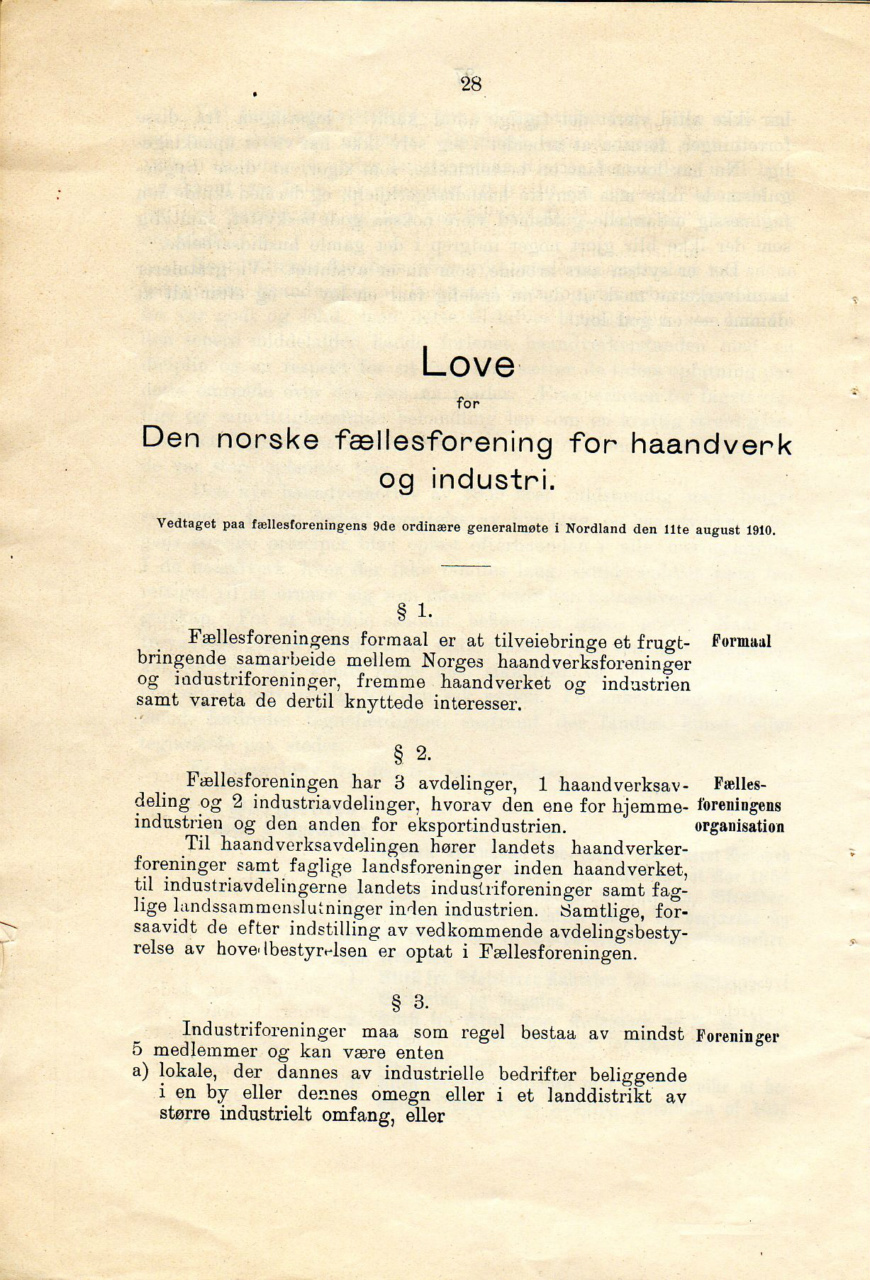 28
Love
for
Den norske fællesforening for haandverk
og industri.
Vedtaget paa fællesforeningens 9de ordinære generalmøte i Nordland den 11te august 1910.
§ 1.
Fællesforeningens formaal er at tilveiebringe et frugt- Formaal
bringende samarbeide mellem Norges haandverksforeninger
og industriforeninger, fremme haandverket og industrien
samt vareta de dertil knyttede interesser.
§ 2.
Fællesforeningen har 3 avdelinger, 1 haandverksav- Fælles-
deling og 2 industriavdelinger, hvorav den ene for hjemme- foreningens
industrien og den anden for eksportindustrien. organisation
Til haandverksavdelingen hører landets haandverker-
foreninger samt faglige landsforeninger inden haandverket,
til industriavdelingerne landets industriforeninger samt fag-
lige landssammenslutninger inden industrien. Samtlige, for-
saavidt de efter indstilling av vedkommende avdelingsbesty-
relse av hovedbestyrelsen er optat i Fællesforeningen.
§ 3.
Industriforeninger maa som regel bestaa av mindst Foreninger
5 medlemmer og kan være enten
a) lokale, der dannes av industrielle bedrifter beliggende
i en by eller dennes omegn eller i et landdistrikt av
større industrielt omfang, eller